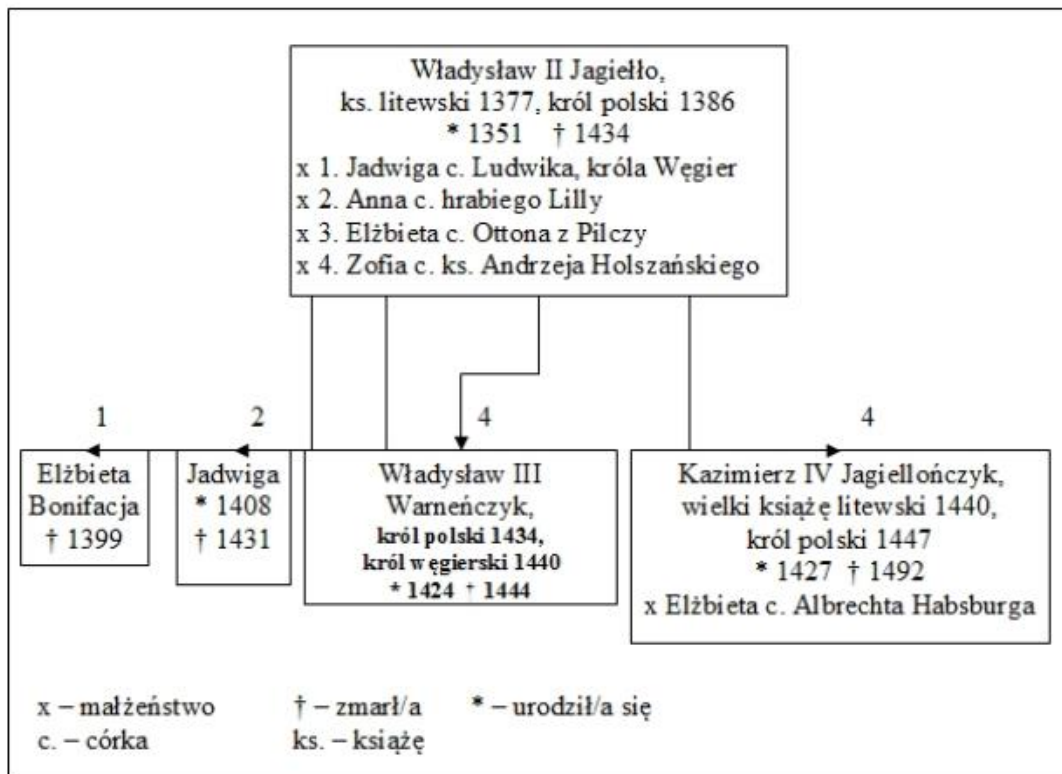 Władysław II Jagiełło,
ks. litewski 1377, król polski 1386
* 1351 † 1434
x 1. Jadwiga c. Ludwika, króla Węgier
x 2. Anna c. hrabiego Lilly
x 3. Elżbieta c. Ottona z Pilczy
x 4. Zofia c. ks. Andrzeja Holszańskiego
1
2
4
4
Elżbieta
Bonifacja
† 1399
Jadwiga
* 1408
† 1431
Władysław III
Warneńczyk,
król polski 1434,
król węgierski 1440
* 1424 † 1444
Kazimierz IV Jagiellończyk,
wielki książę litewski 1440,
król polski 1447
* 1427 † 1492
x Elżbieta c. Albrechta Habsburga
x – małżeństwo † – zmarł/a * – urodził/a się
c. – córka ks. – książę